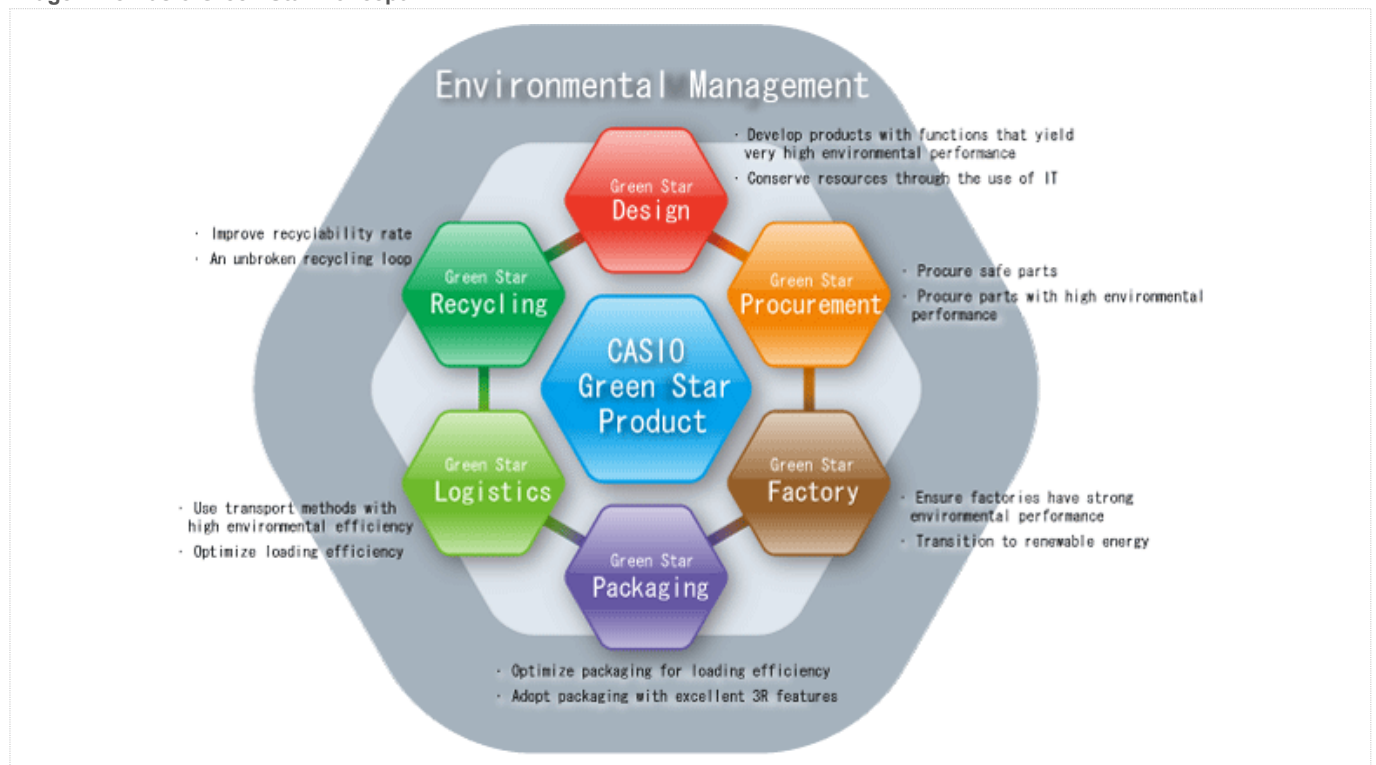 Environmental Management
· Develop products with functions that yield
very high environmental performance
· Conserve resources through the use of IT
Green Star
Design
· Improve recyclability rate
· An unbroken recycling loop
Green Star
Recycling
Green Star
Procurement
· Procure safe parts
· Procure parts with high environmental
performance
CASIO
Green Star
Product
Green Star
Logistics
· Use transport methods with
high environmental efficiency
· Optimize loading efficiency
Green Star
Factory
· Ensure factories have strong
environmental performance
· Transition to renewable energy
Green Star
Packaging
· Optimize packaging for loading efficiency
· Adopt packaging with excellent 3R features